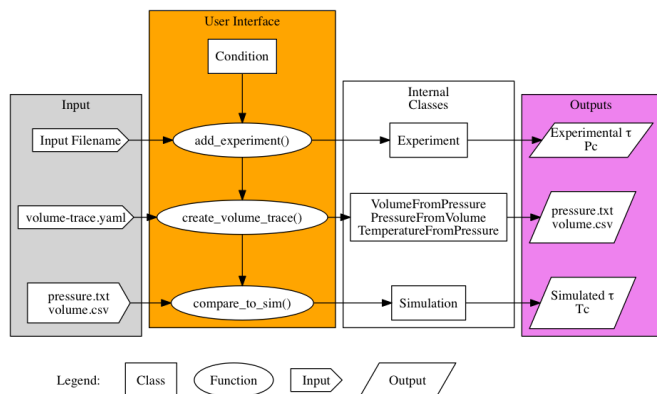 User Interface
Condition
Input
Internal
Classes
Outputs
Input Filename
add_experiment()
Experiment
Experimental τ
Pc
volume-trace.yaml
create_volume_trace()
VolumeFromPressure
PressureFromVolume
TemperatureFromPressure
pressure.txt
volume.csv
pressure.txt
volume.csv
compare_to_sim()
Simulation
Simulated τ
Tc
Legend:
Class
Function
Input
Output